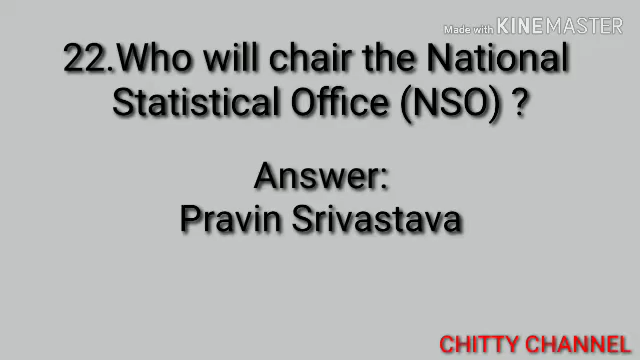 Made with KINEMASTER
22.Who will chair the National
Statistical Office (NSO) ?
Answer:
Pravin Srivastava
CHITTY CHANNEL